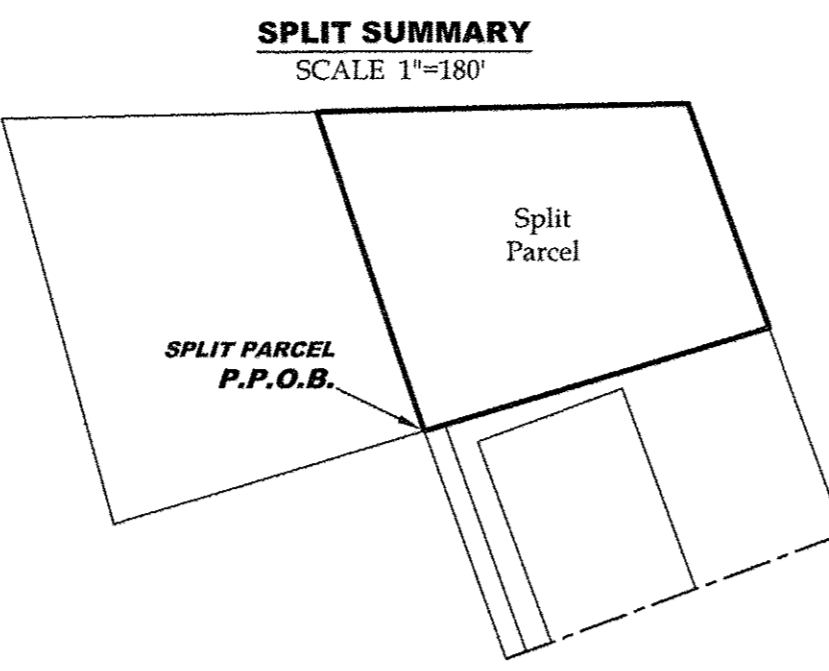 SPLIT SUMMARY
SCALE 1"=180'
Split
Parcel
SPLIT PARCEL
P.P.O.B.